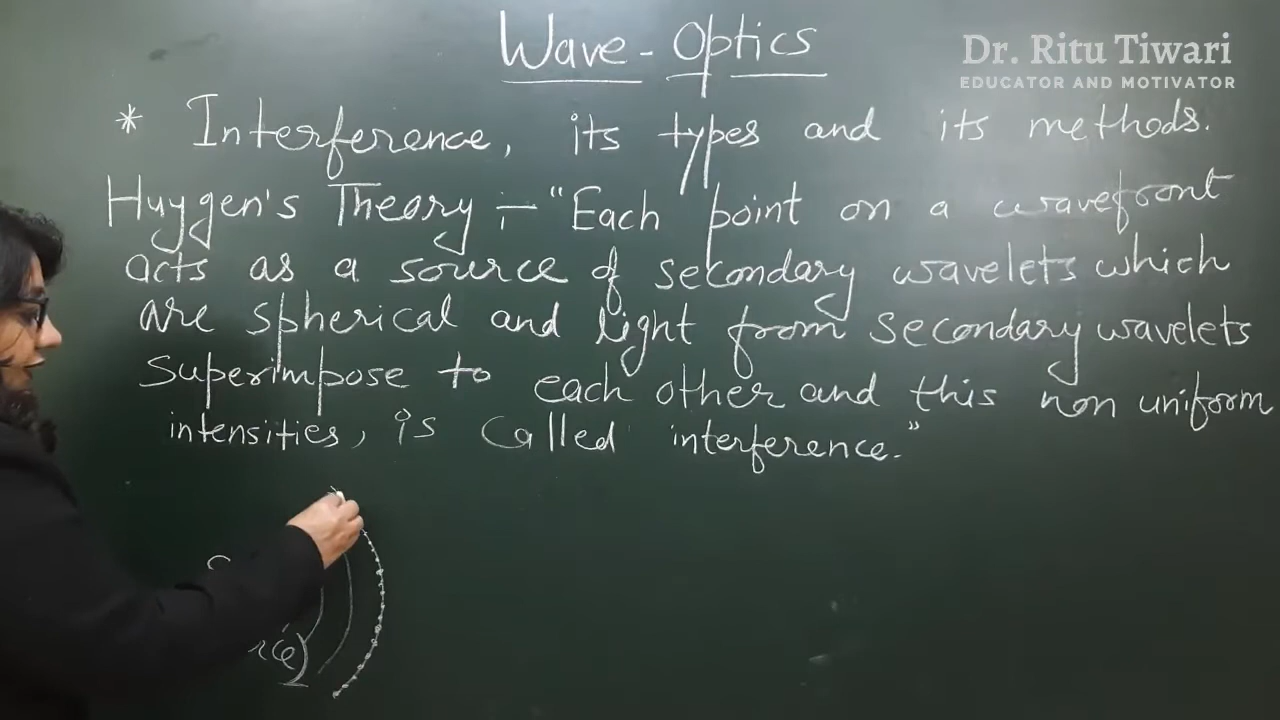 Wave-Optics
Dr. Ritu Tiwari
EDUCATOR AND MOTIVATOR
* Interference, its types and its methods.
Huygen's Theory :- "Each point on a wavefront
acts as a source of secondary wavelets which
are spherical and light from secondary wavelets
Superimpose to each other and this non uniform
intensities, is called interference."